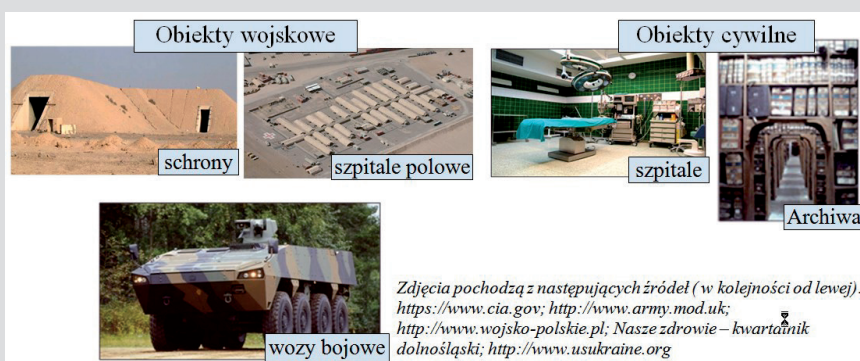 Obiekty wojskowe
Obiekty cywilne
schrony
szpitale polowe
szpitale
Archiwa
wozy bojowe
Zdjęcia pochodzą z następujących źródeł ( w kolejności od lewej):
https://www.cia.gov; http://www.army.mod.uk;
http://www.wojsko-polskie.pl; Nasze zdrowie – kwartalnik
dolnośląski; http://www.usukraine.org